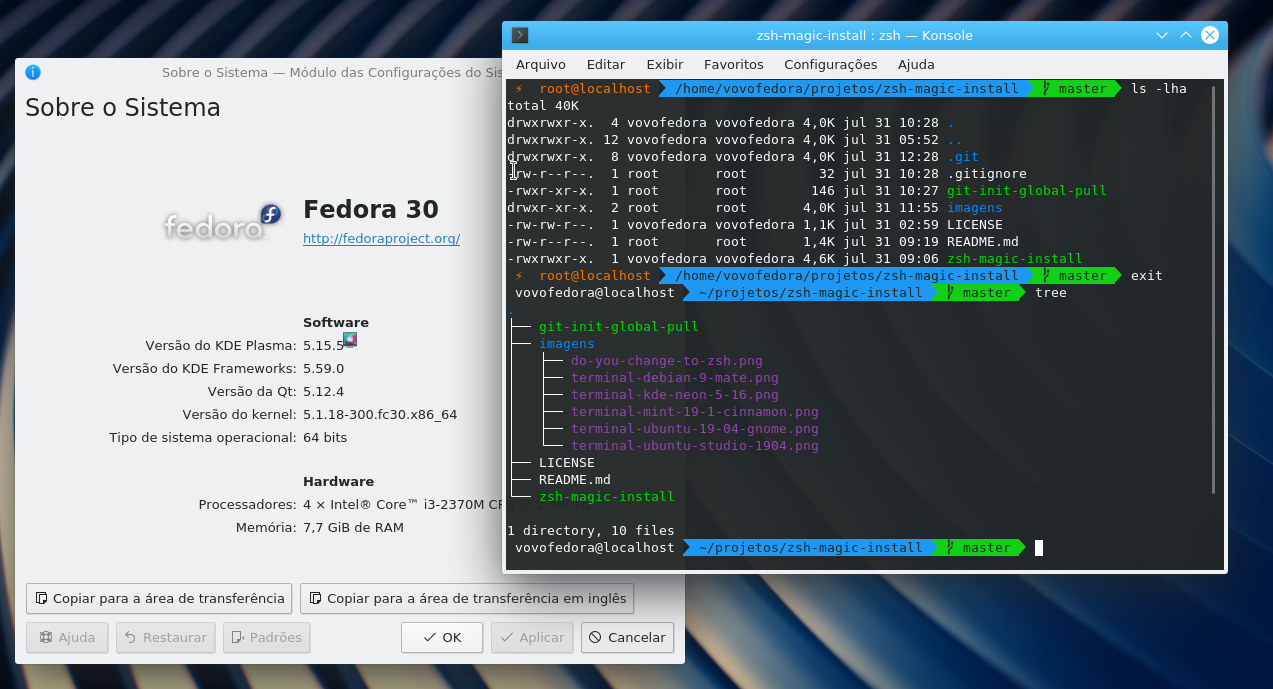 Sobre o Sistema — Módulo das Configurações do Sis
Sobre o Sistema
fedora
Fedora 30
http://fedoraproject.org/
Software
Versão do KDE Plasma: 5.15.5
Versão do KDE Frameworks: 5.59.0
Versão da Qt: 5.12.4
Versão do kernel: 5.1.18-300.fc30.x86_64
Tipo de sistema operacional: 64 bits
Hardware
Processadores: 4 × Intel® Core™ i3-2370M CP
Memória: 7,7 GiB de RAM
Copiar para a área de transferência
Copiar para a área de transferência em inglês
Ajuda
Restaurar
Padrões
OK
Aplicar
Cancelar
zsh-magic-install : zsh — Konsole
Arquivo Editar Exibir Favoritos Configurações Ajuda
⚡ root@localhost /home/vovofedora/projetos/zsh-magic-install master ls -lha
total 40K
drwxrwxr-x. 4 vovofedora vovofedora 4,0K jul 31 10:28 .
drwxrwxr-x. 12 vovofedora vovofedora 4,0K jul 31 05:52 ..
drwxrwxr-x. 8 vovofedora vovofedora 4,0K jul 31 12:28 .git
-rw-r--r--. 1 root root 32 jul 31 10:28 .gitignore
-rwxr-xr-x. 1 root root 146 jul 31 10:27 git-init-global-pull
drwxr-xr-x. 2 root root 4,0K jul 31 11:55 imagens
-rw-rw-r--. 1 vovofedora vovofedora 1,1K jul 31 02:59 LICENSE
-rw-r--r--. 1 root root 1,4K jul 31 09:19 README.md
-rwxrwxr-x. 1 vovofedora vovofedora 4,6K jul 31 09:06 zsh-magic-install
⚡ root@localhost /home/vovofedora/projetos/zsh-magic-install master exit
vovofedora@localhost ~/projetos/zsh-magic-install master tree
.
├── git-init-global-pull
├── imagens
│   ├── do-you-change-to-zsh.png
│   ├── terminal-debian-9-mate.png
│   ├── terminal-kde-neon-5-16.png
│   ├── terminal-mint-19-1-cinnamon.png
│   ├── terminal-ubuntu-19-04-gnome.png
│   └── terminal-ubuntu-studio-1904.png
├── LICENSE
├── README.md
└── zsh-magic-install
1 directory, 10 files
vovofedora@localhost ~/projetos/zsh-magic-install master